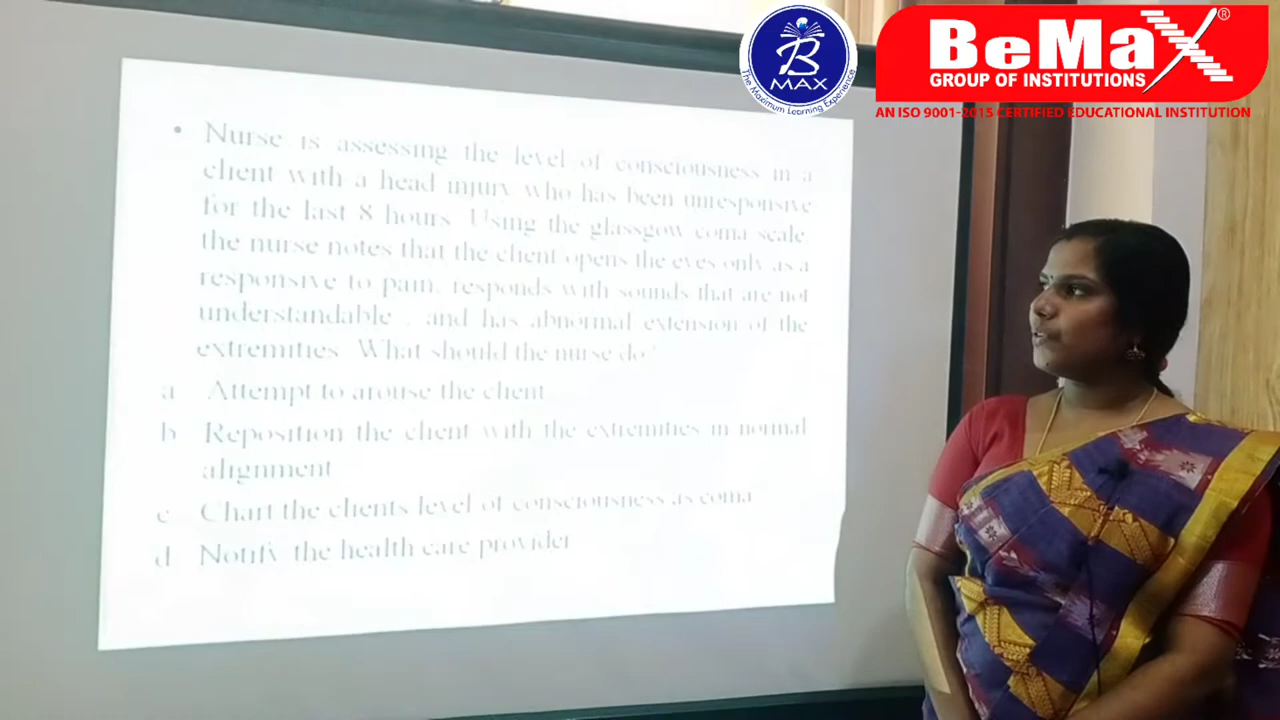 BeMax®
GROUP OF INSTITUTIONS
AN ISO 9001-2015 CERTIFIED EDUCATIONAL INSTITUTION
B
MAX
The Maximum Learning Experience
• Nurse is assessing the level of consciousness in a
client with a head injury who has been unresponsive
for the last 8 hours. Using the glassgow coma scale,
the nurse notes that the client opens the eyes only as a
responsive to pain, responds with sounds that are not
understandable , and has abnormal extension of the
extremities. What should the nurse do?
a Attempt to arouse the client
b Reposition the client with the extremities in normal
alignment
c Chart the clients level of consciousness as coma
d Notify the health care provider